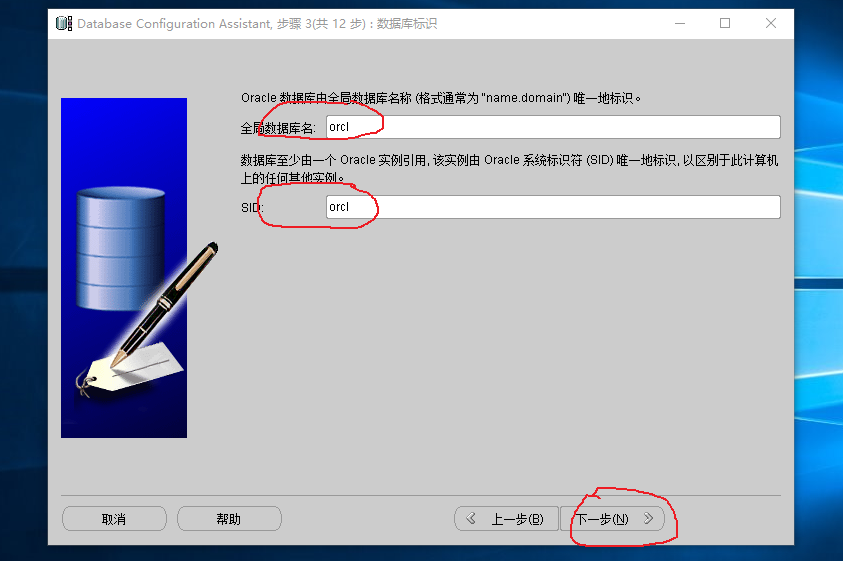 Database Configuration Assistant, 步骤 3(共 12 步) : 数据库标识
Oracle 数据库由全局数据库名称 (格式通常为 "name.domain") 唯一地标识。
全局数据库名: orcl
数据库至少由一个 Oracle 实例引用, 该实例由 Oracle 系统标识符 (SID) 唯一地标识, 以区别于此计算机
上的任何其他实例。
SID: orcl
取消 帮助 上一步(B) 下一步(N)